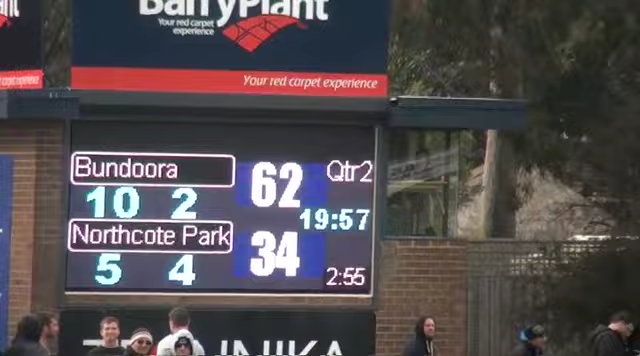 BarryPlant
Your red carpet
experience
Your red carpet experience
Bundoora
10 2
62
Qtr2
19:57
Northcote Park
5 4
34
2:55